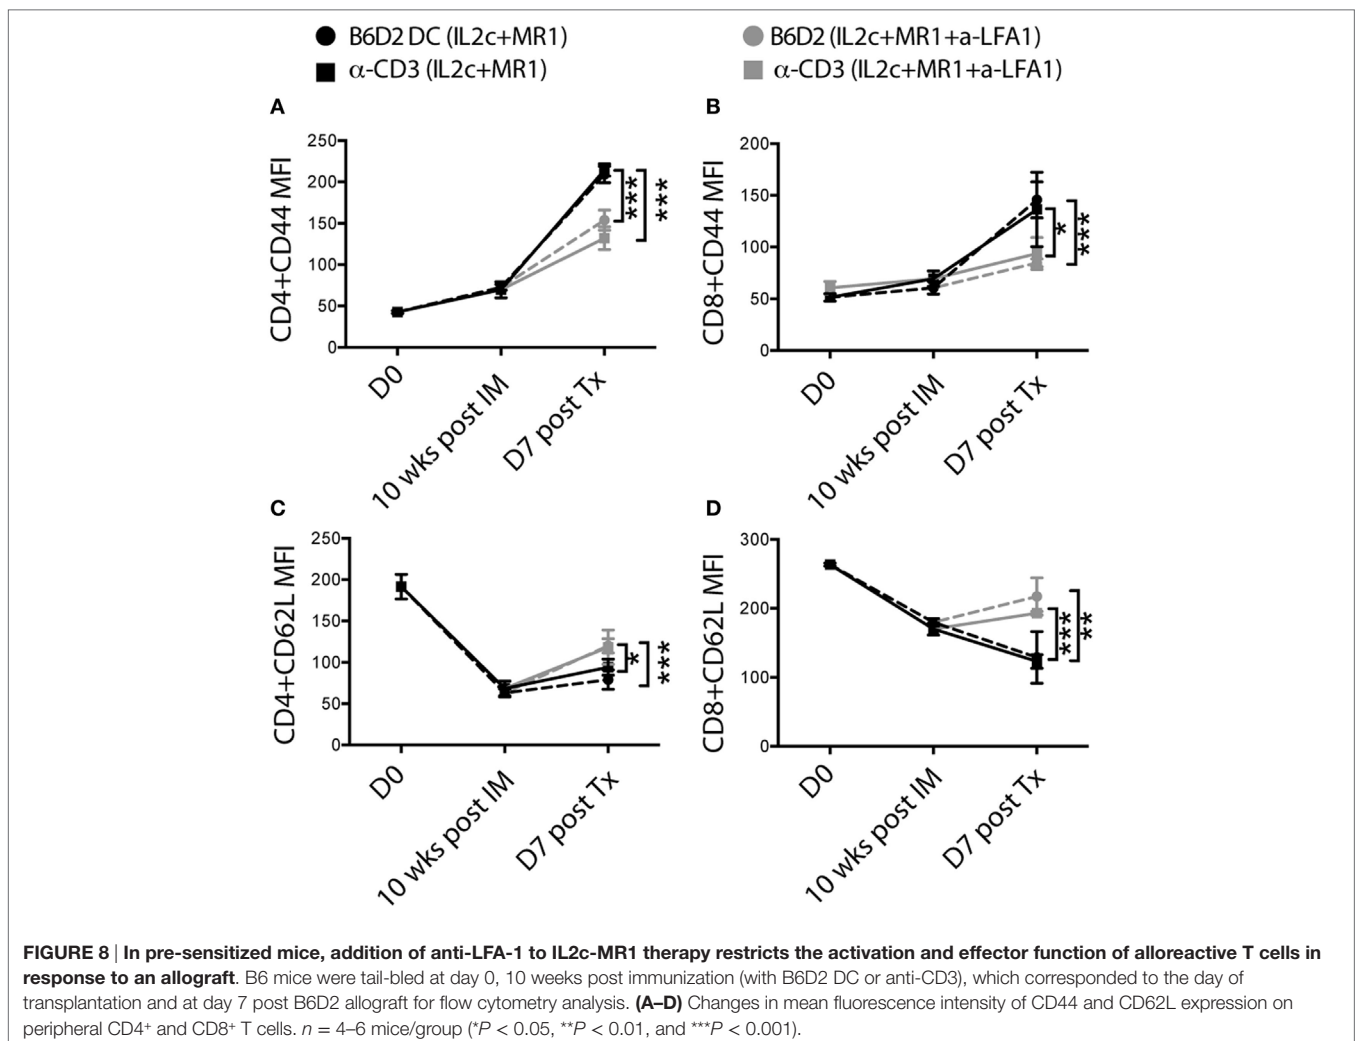 B6D2 DC (IL2c+MR1)
α-CD3 (IL2c+MR1)
B6D2 (IL2c+MR1+a-LFA1)
α-CD3 (IL2c+MR1+a-LFA1)
A
CD4+CD44 MFI
250
200
150
100
50
0
***
***
D0
10 wks post IM
D7 post Tx
B
CD8+CD44 MFI
200
150
100
50
0
*
***
D0
10 wks post IM
D7 post Tx
C
CD4+CD62L MFI
250
200
150
100
50
0
*
***
D0
10 wks post IM
D7 post Tx
D
CD8+CD62L MFI
300
200
100
0
***
**
D0
10 wks post IM
D7 post Tx
FIGURE 8 | In pre-sensitized mice, addition of anti-LFA-1 to IL2c-MR1 therapy restricts the activation and effector function of alloreactive T cells in
response to an allograft. B6 mice were tail-bled at day 0, 10 weeks post immunization (with B6D2 DC or anti-CD3), which corresponded to the day of
transplantation and at day 7 post B6D2 allograft for flow cytometry analysis. (A–D) Changes in mean fluorescence intensity of CD44 and CD62L expression on
peripheral CD4⁺ and CD8⁺ T cells. n = 4–6 mice/group (*P < 0.05, **P < 0.01, and ***P < 0.001).